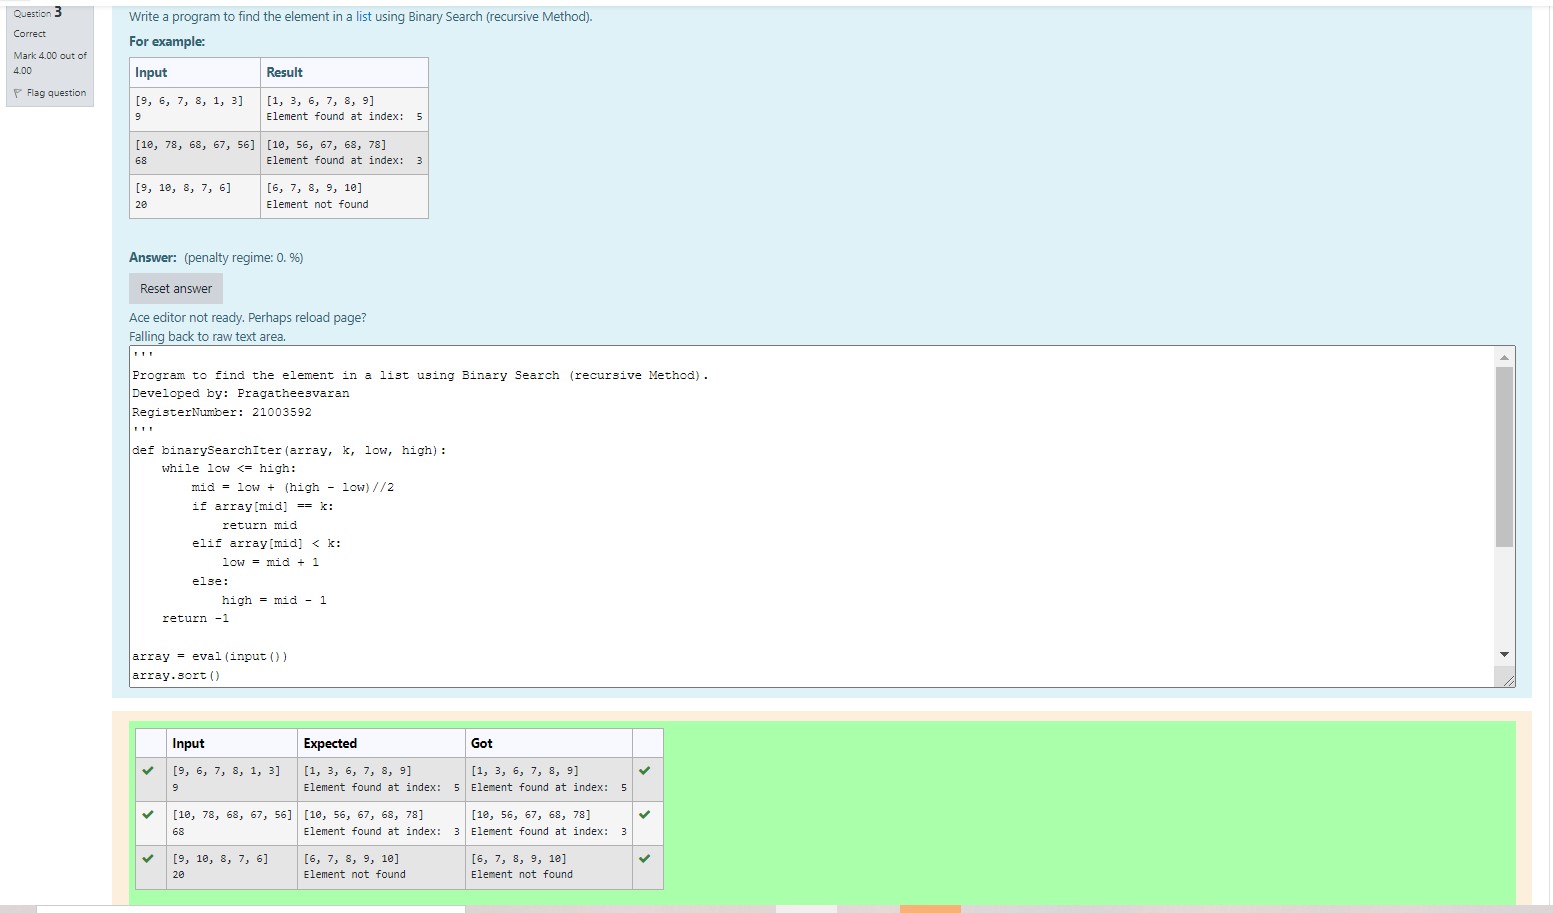 Question 3
Correct
Mark 4.00 out of
4.00
Flag question
Write a program to find the element in a list using Binary Search (recursive Method).
For example:
Input Result
[9, 6, 7, 8, 1, 3] [1, 3, 6, 7, 8, 9]
9 Element found at index:  5
[10, 78, 68, 67, 56] [10, 56, 67, 68, 78]
68 Element found at index:  3
[9, 10, 8, 7, 6] [6, 7, 8, 9, 10]
20 Element not found
Answer: (penalty regime: 0. %)
Reset answer
Ace editor not ready. Perhaps reload page?
Falling back to raw text area.
'''
Program to find the element in a list using Binary Search (recursive Method).
Developed by: Pragatheesvaran
RegisterNumber: 21003592
'''
def binarySearchIter(array, k, low, high):
    while low <= high:
        mid = low + (high - low)//2
        if array[mid] == k:
            return mid
        elif array[mid] < k:
            low = mid + 1
        else:
            high = mid - 1
    return -1
array = eval(input())
array.sort()
Input Expected Got
[9, 6, 7, 8, 1, 3] [1, 3, 6, 7, 8, 9] [1, 3, 6, 7, 8, 9]
9 Element found at index:  5 Element found at index:  5
[10, 78, 68, 67, 56] [10, 56, 67, 68, 78] [10, 56, 67, 68, 78]
68 Element found at index:  3 Element found at index:  3
[9, 10, 8, 7, 6] [6, 7, 8, 9, 10] [6, 7, 8, 9, 10]
20 Element not found Element not found